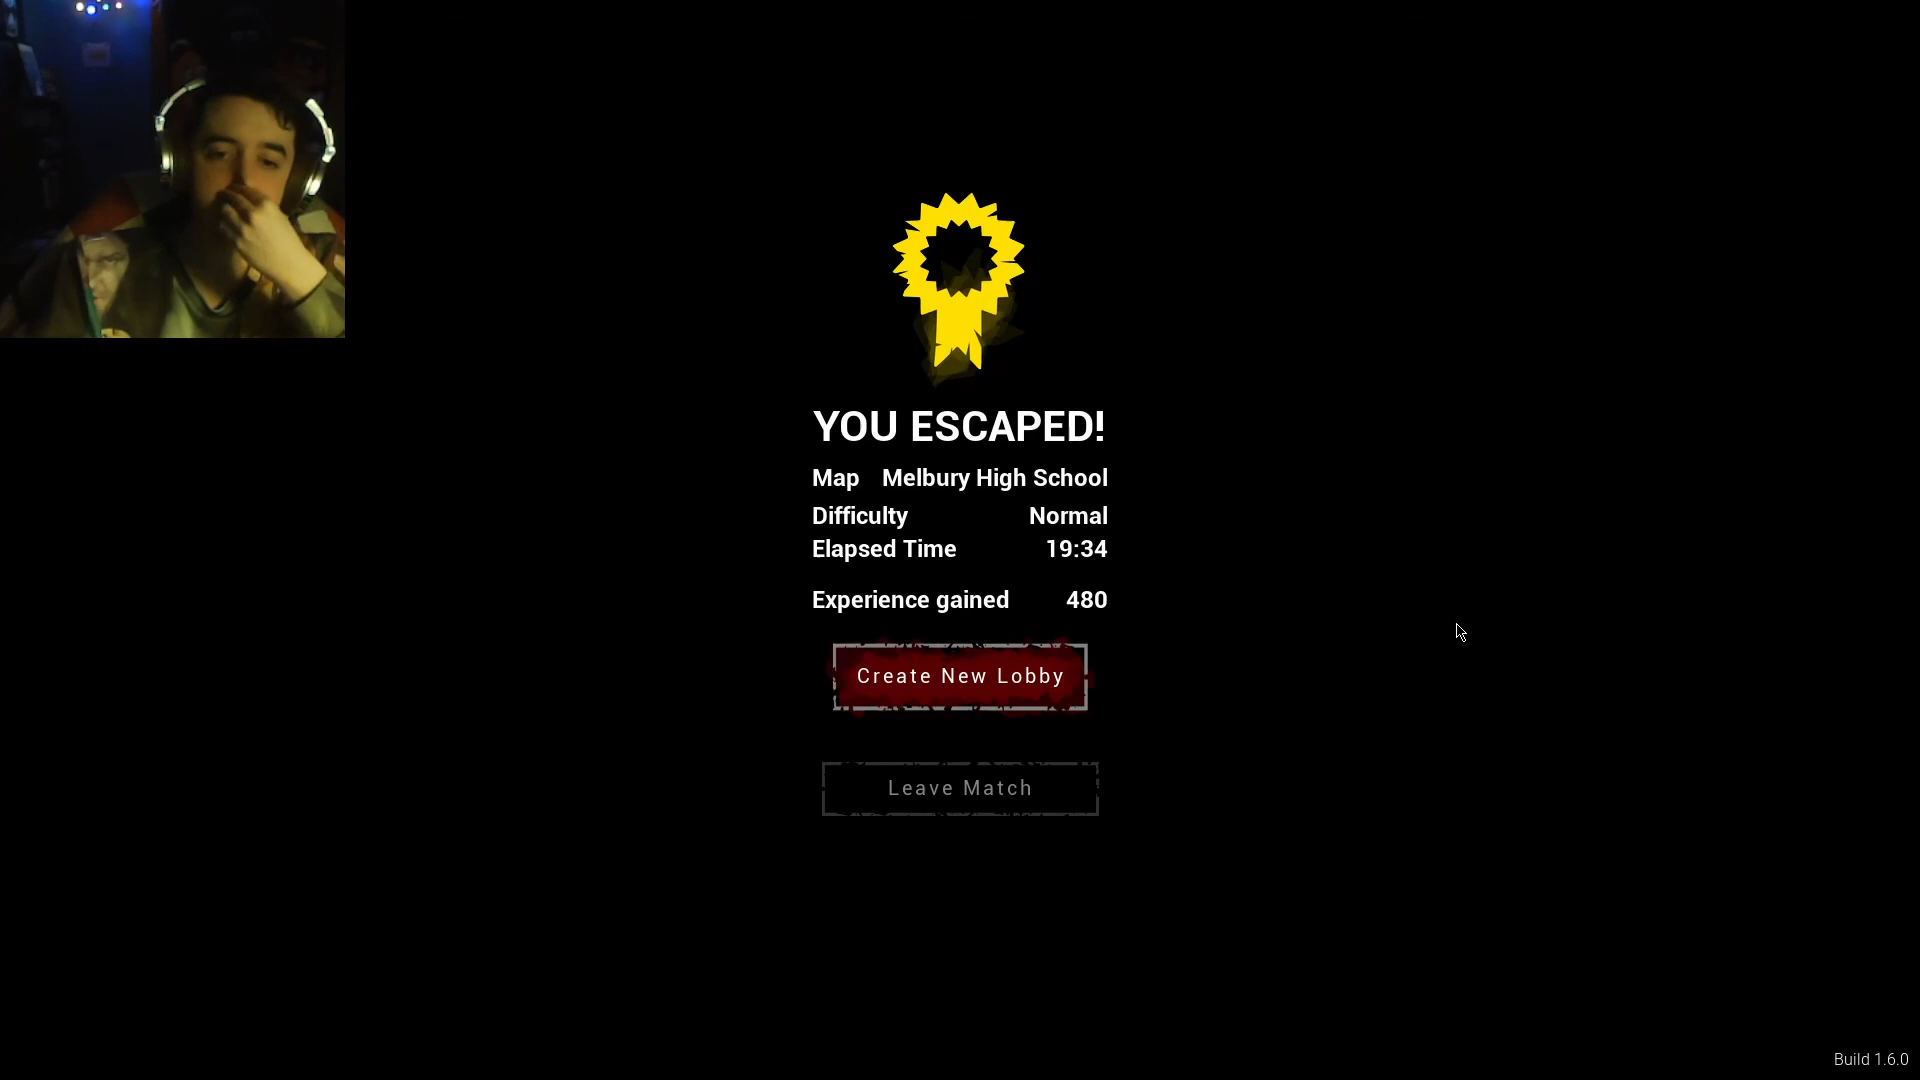 YOU ESCAPED!
Map Melbury High School
Difficulty Normal
Elapsed Time 19:34
Experience gained 480
Create New Lobby
Leave Match
Build 1.6.0